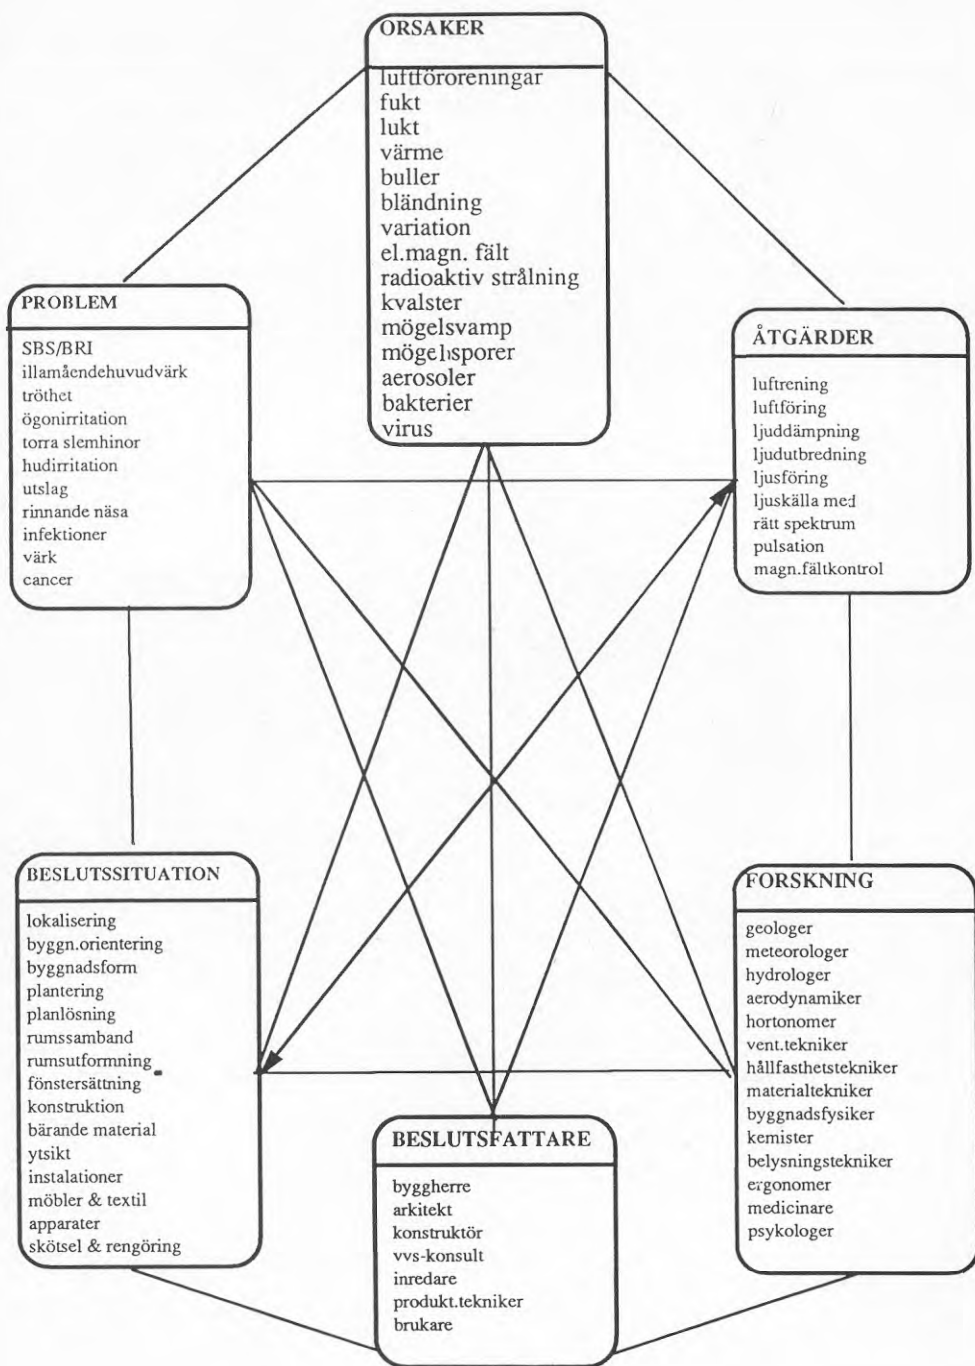 ORSAKER
luftföroreningar
fukt
lukt
värme
buller
bländning
variation
el.magn. fält
radioaktiv strålning
kvalster
mögelsvamp
mögelsporer
aerosoler
bakterier
virus
PROBLEM
SBS/BRI
illamåendehuvudvärk
trötthet
ögonirritation
torra slemhinor
hudirritation
utslag
rinnande näsa
infektioner
värk
cancer
ÅTGÄRDER
luftrening
luftföring
ljuddämpning
ljudutbredning
ljusföring
ljuskälla med
rätt spektrum
pulsation
magn.fältkontrol
BESLUTSSITUATION
lokalisering
byggn.orientering
byggnadsform
plantering
planlösning
rumssamband
rumsutformning
fönstersättning
konstruktion
bärande material
ytsikt
instalationer
möbler & textil
apparater
skötsel & rengöring
FORSKNING
geologer
meteorologer
hydrologer
aerodynamiker
hortonomer
vent.tekniker
hållfasthetstekniker
materialtekniker
byggnadsfysiker
kemister
belysningstekniker
ergonomer
medicinare
psykologer
BESLUTSFATTARE
byggherre
arkitekt
konstruktör
vvs-konsult
inredare
produkt.tekniker
brukare